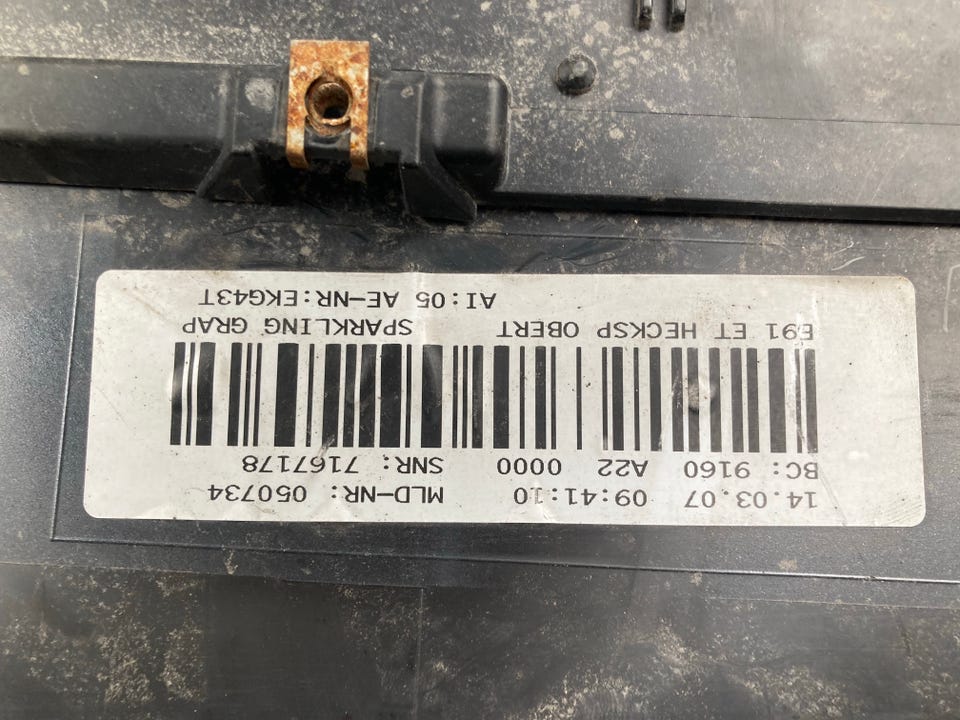 14.03.07 09:41:10 MLD-NR: 050734
BC: 9160 A22 0000 SNR: 7167178
E91 ET HECKSP OBERT SPARKLING GRAP
AI:05 AE-NR:EKG43T